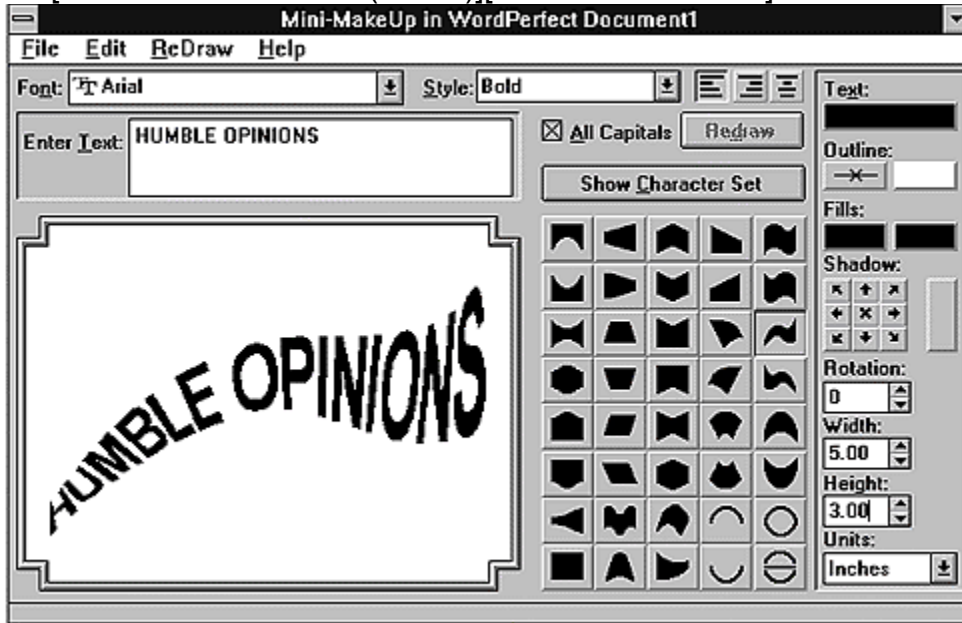 Mini-MakeUp in WordPerfect Document1
File Edit ReDraw Help
Font: Arial Style: Bold
Enter Text: HUMBLE OPINIONS
All Capitals Redraw
Show Character Set
HUMBLE OPINIONS
Text:
Outline:
Fills:
Shadow:
Rotation:
0
Width:
5.00
Height:
3.00
Units:
Inches